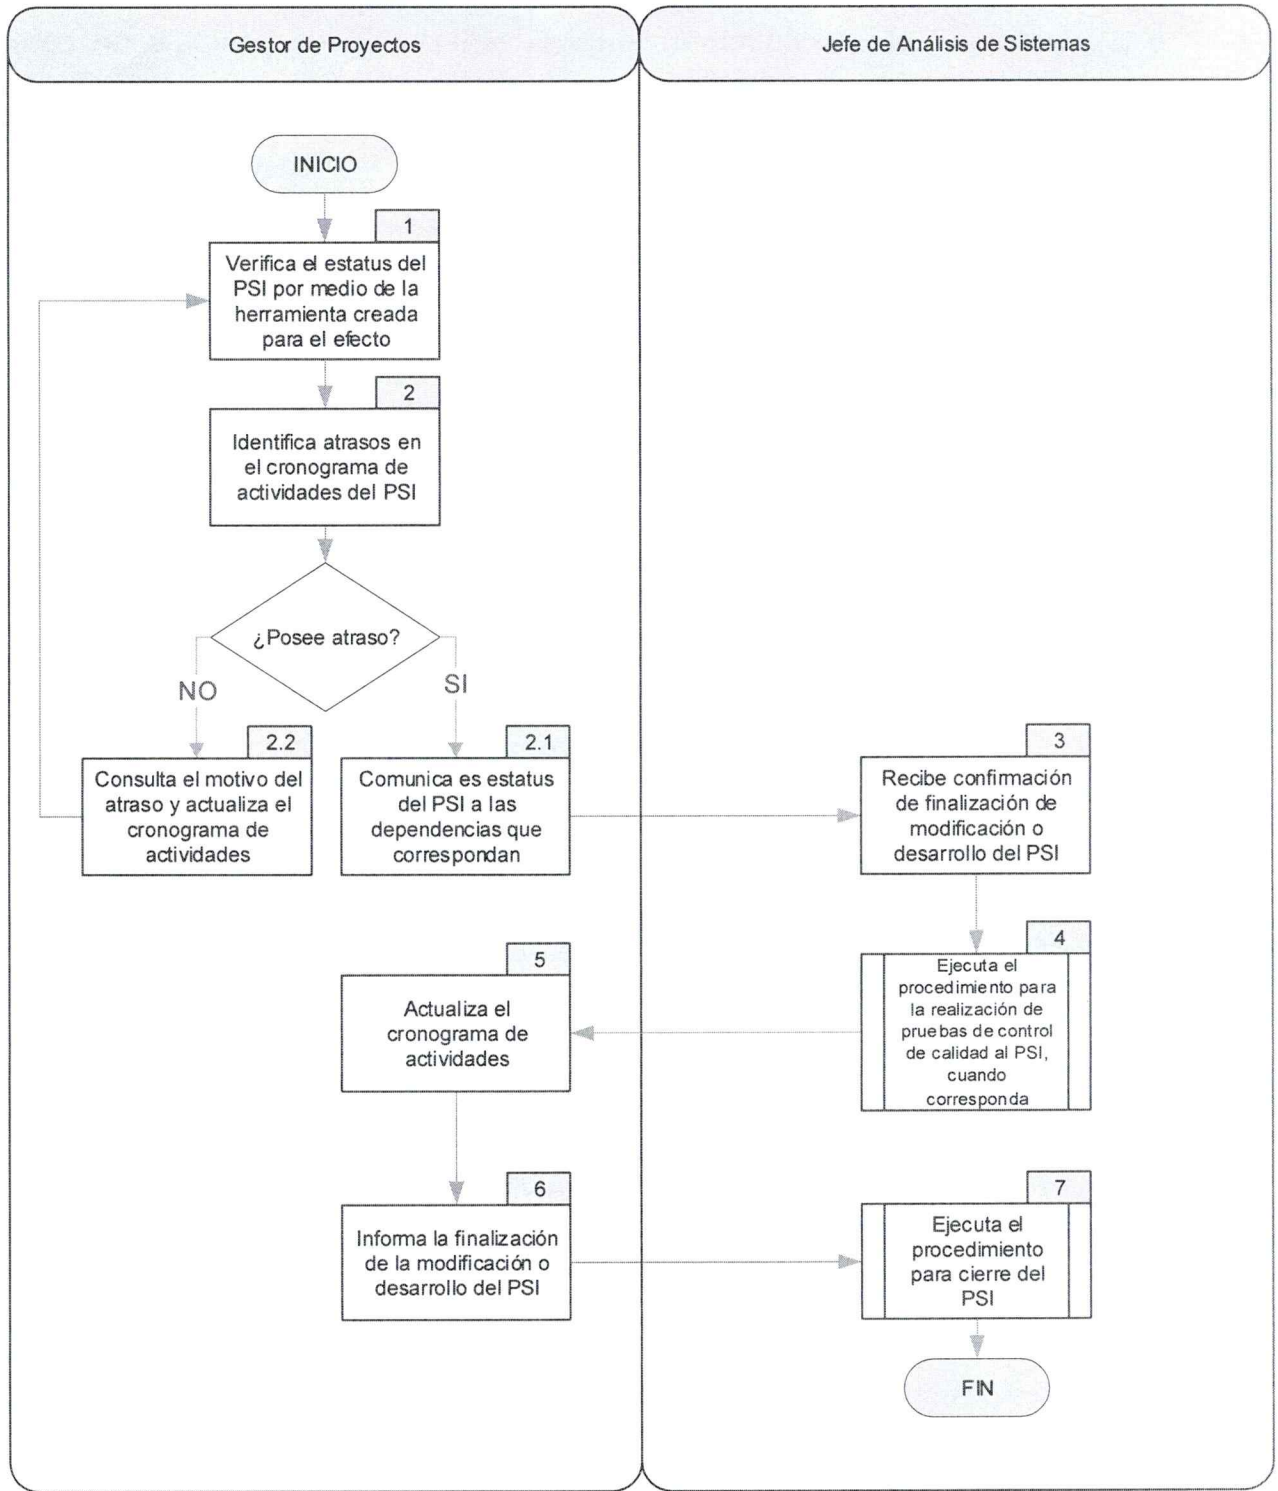 Gestor de Proyectos
Jefe de Análisis de Sistemas
INICIO
1
Verifica el estatus del
PSI por medio de la
herramienta creada
para el efecto
2
Identifica atrasos en
el cronograma de
actividades del PSI
¿Posee atraso?
NO
SI
2.2
Consulta el motivo del
atraso y actualiza el
cronograma de
actividades
2.1
Comunica es estatus
del PSI a las
dependencias que
correspondan
3
Recibe confirmación
de finalización de
modificación o
desarrollo del PSI
4
Ejecuta el
procedimiento para
la realización de
pruebas de control
de calidad al PSI,
cuando
corresponda
5
Actualiza el
cronograma de
actividades
6
Informa la finalización
de la modificación o
desarrollo del PSI
7
Ejecuta el
procedimiento
para cierre del
PSI
FIN